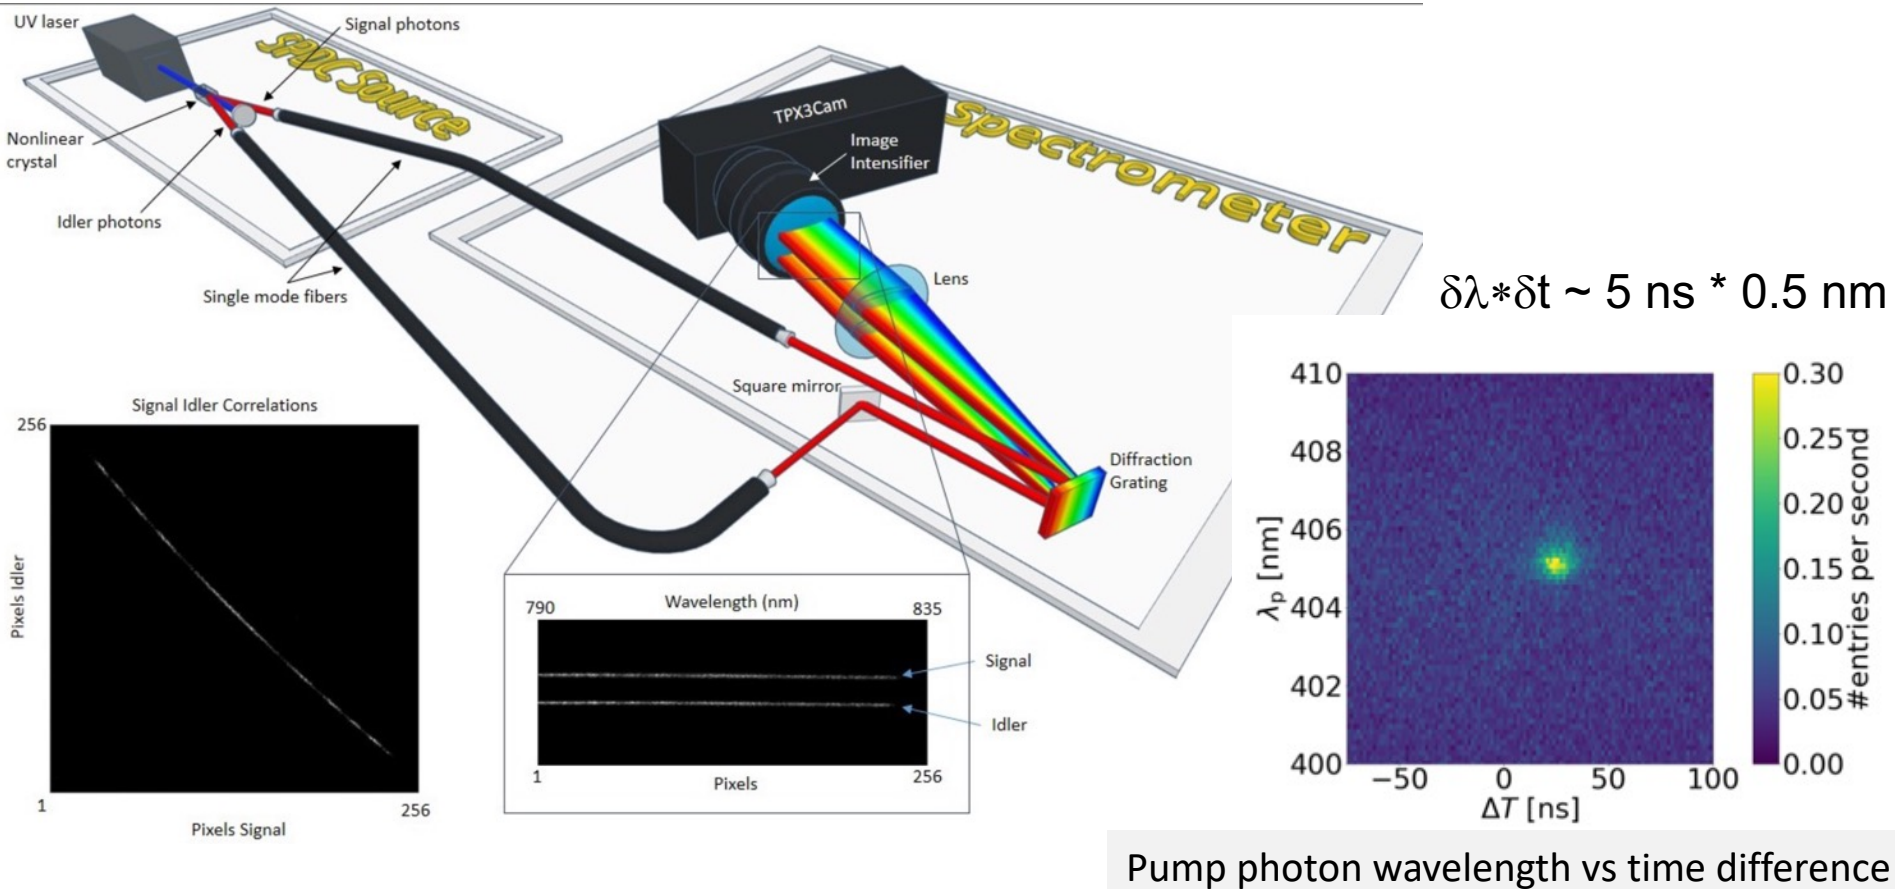 UV laser
Signal photons
SPDC Source
Nonlinear
crystal
Idler photons
Single mode fibers
TPX3Cam
Image
Intensifier
Spectrometer
Lens
Square mirror
Diffraction
Grating
δλ∗δt ~ 5 ns * 0.5 nm
Signal Idler Correlations
256
Pixels Idler
1
256
Pixels Signal
790
Wavelength (nm)
835
Signal
Idler
1
Pixels
256
410
408
406
404
402
400
λp [nm]
−50
0
50
100
ΔT [ns]
0.30
0.25
0.20
0.15
0.10
0.05
0.00
#entries per second
Pump photon wavelength vs time difference